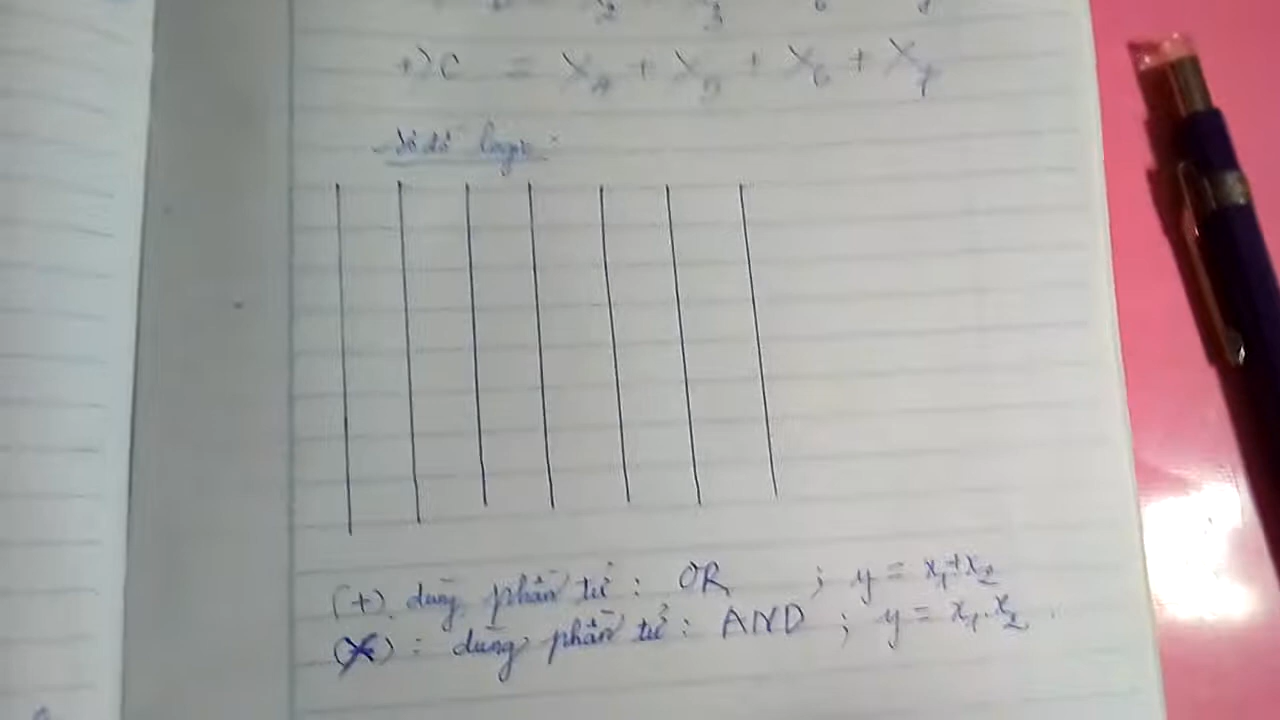 +) C = X4 + X5 + X6 + X7
Sơ đồ logic:
(+) dùng phần tử: OR ; y = x1+x2
(X): dùng phần tử: AND ; y = x1.x2